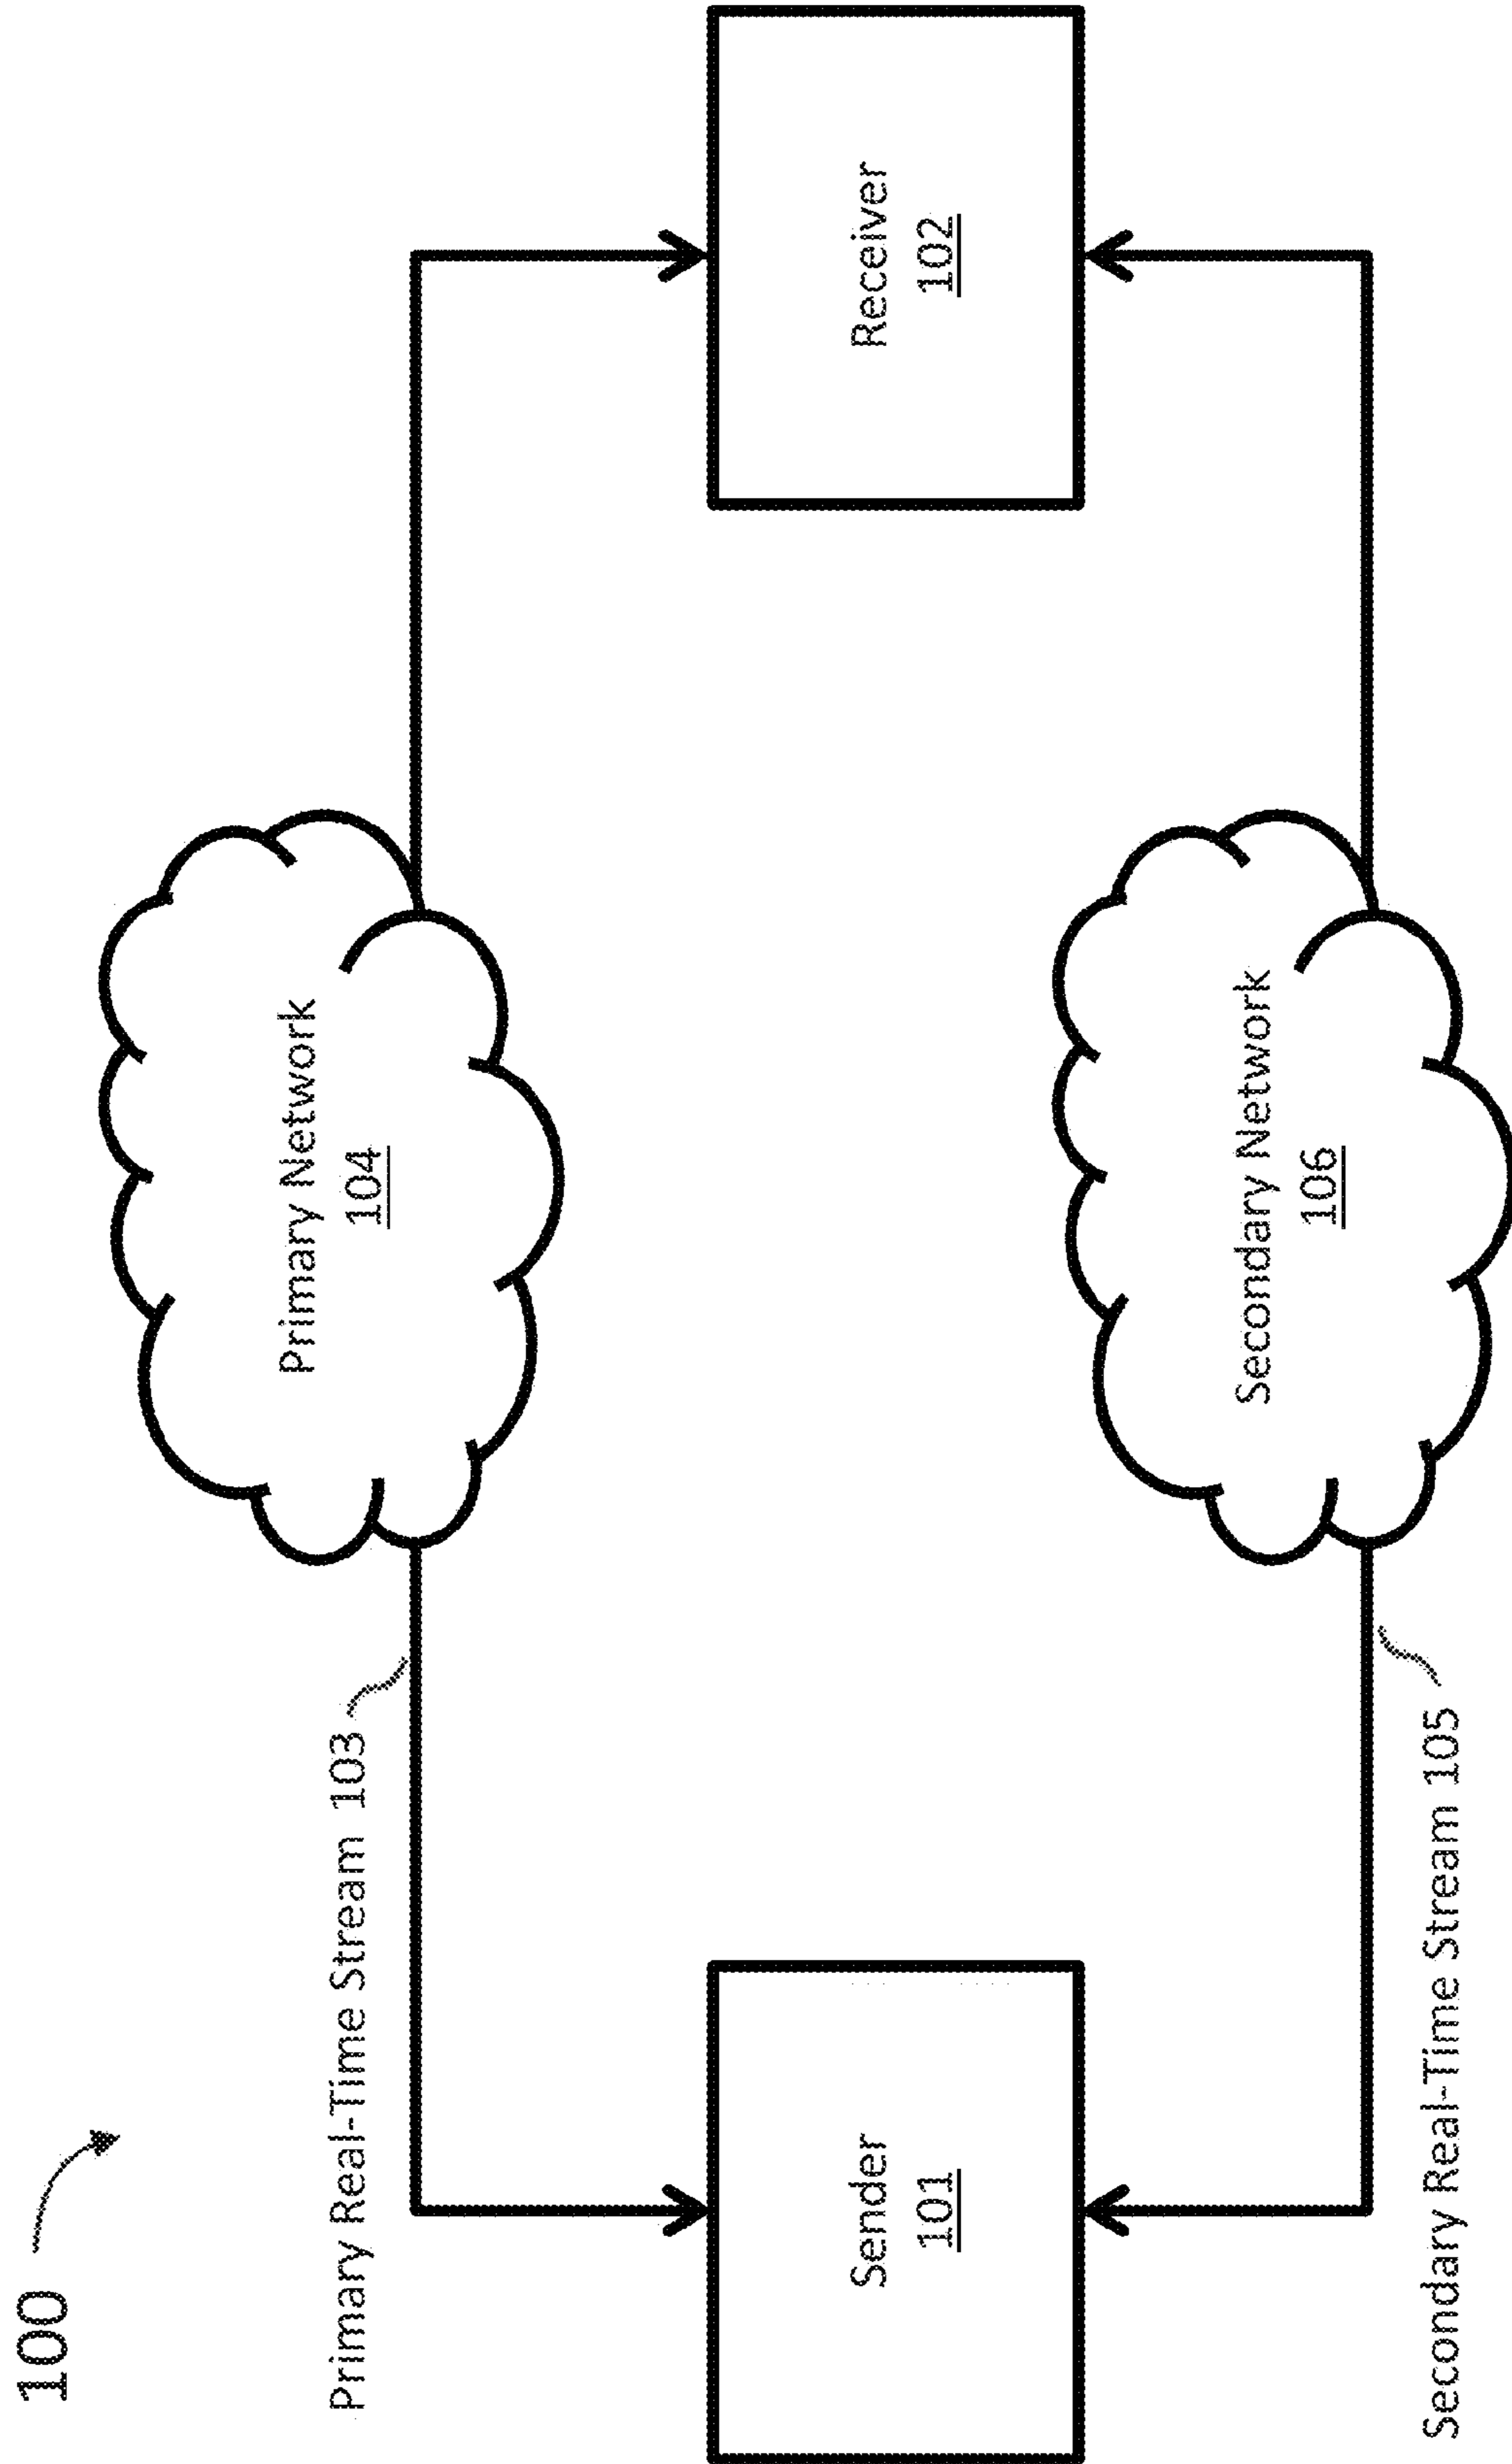 100
Primary Real-Time Stream 103
Primary Network
104
Sender
101
Receiver
102
Secondary Network
106
Secondary Real-Time Stream 105